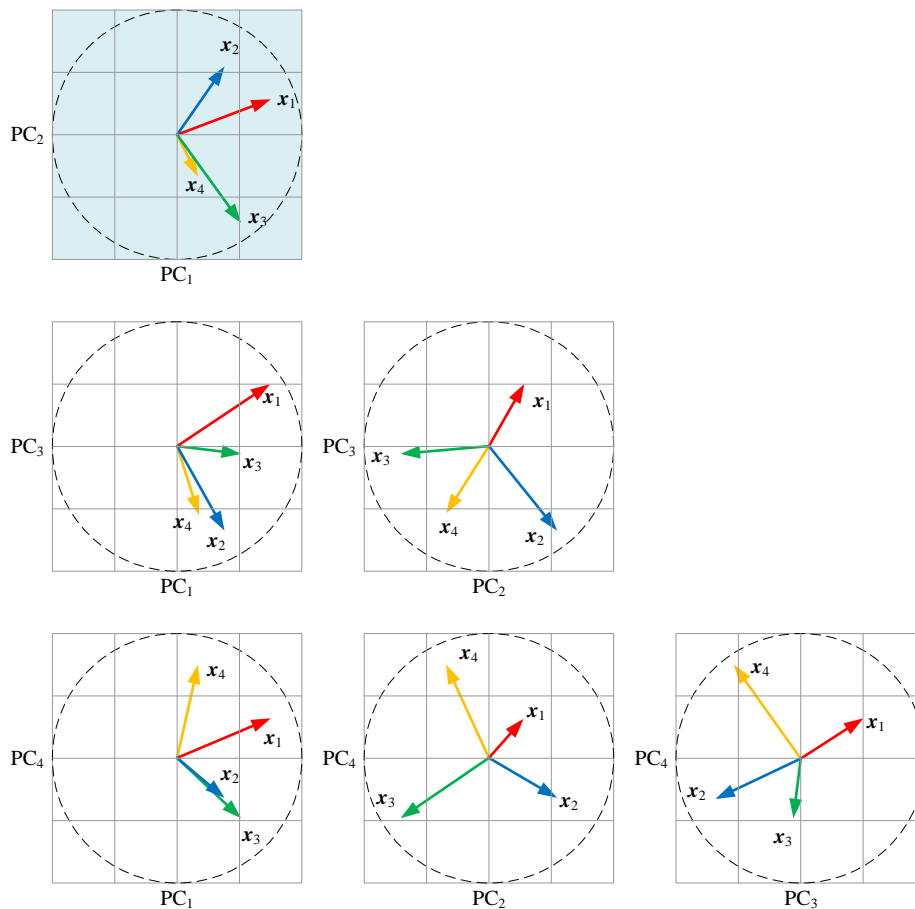 x₂
x₁
PC₂
x₄
x₃
PC₁
x₁
x₁
PC₃
x₃
PC₃
x₃
x₄
x₂
x₄
x₂
PC₁
PC₂
x₄
x₄
x₄
x₁
x₁
x₁
PC₄
x₂
PC₄
PC₄
x₃
x₂
x₂
x₃
x₃
PC₁
PC₂
PC₃